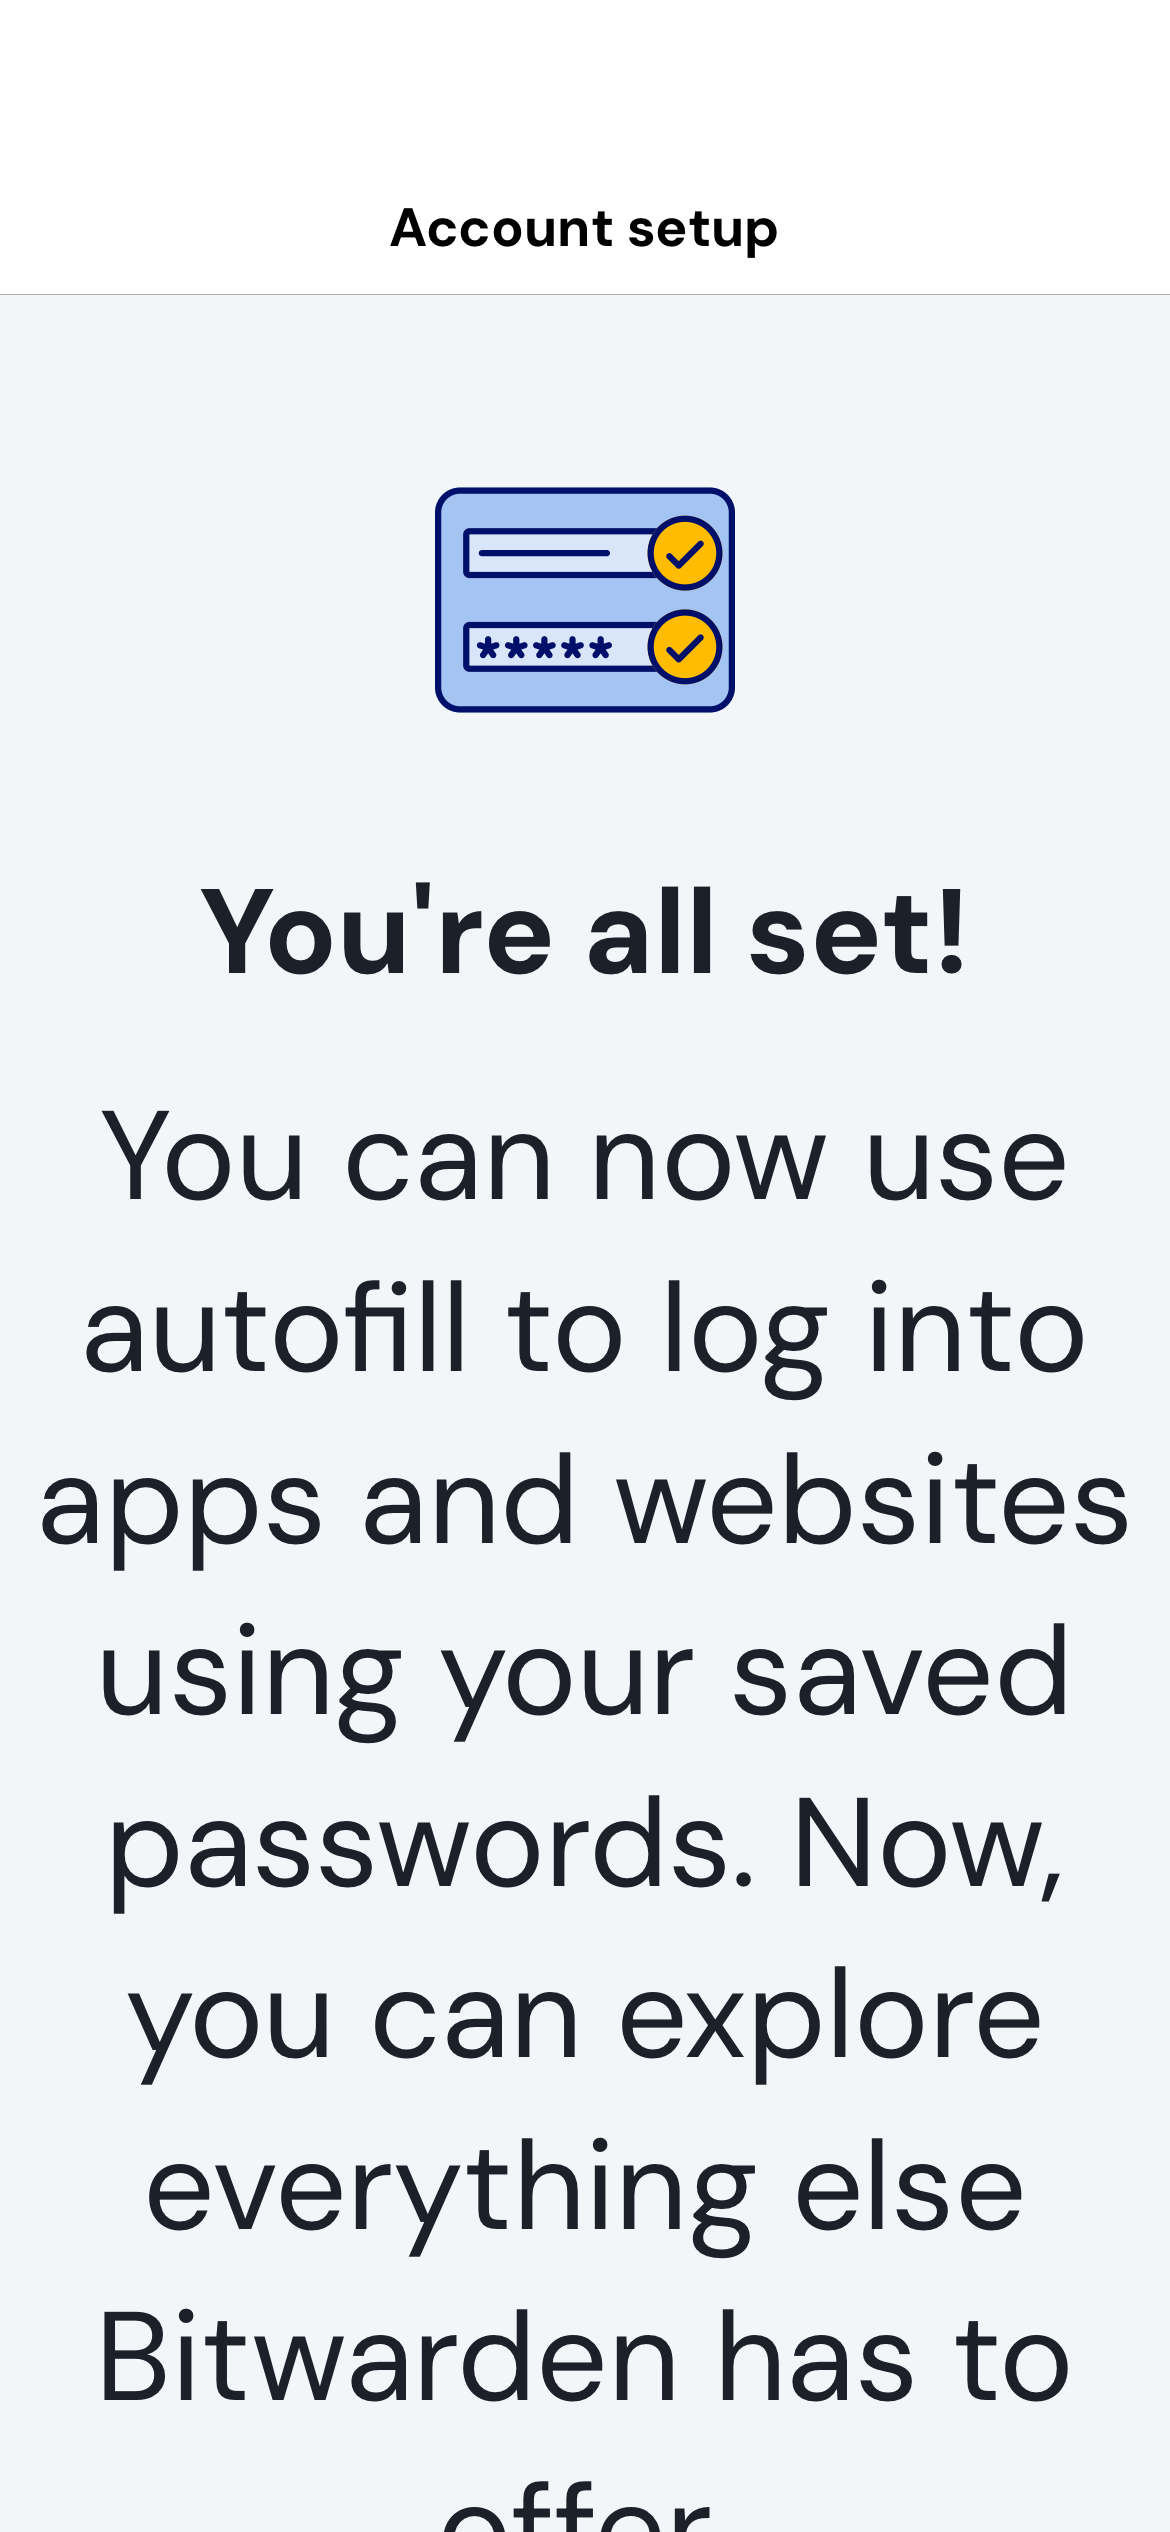 Account setup
*****
You're all set!
You can now use
autofill to log into
apps and websites
using your saved
passwords. Now,
you can explore
everything else
Bitwarden has to
offer